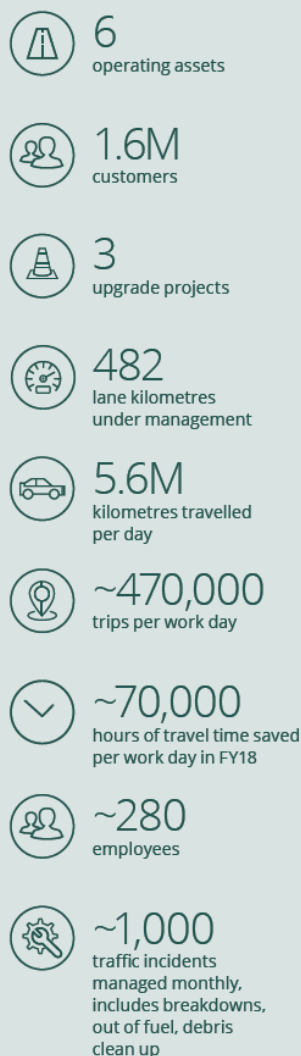 6
operating assets
1.6M
customers
3
upgrade projects
482
lane kilometres
under management
5.6M
kilometres travelled
per day
~470,000
trips per work day
~70,000
hours of travel time saved
per work day in FY18
~280
employees
~1,000
traffic incidents
managed monthly,
includes breakdowns,
out of fuel, debris
clean up